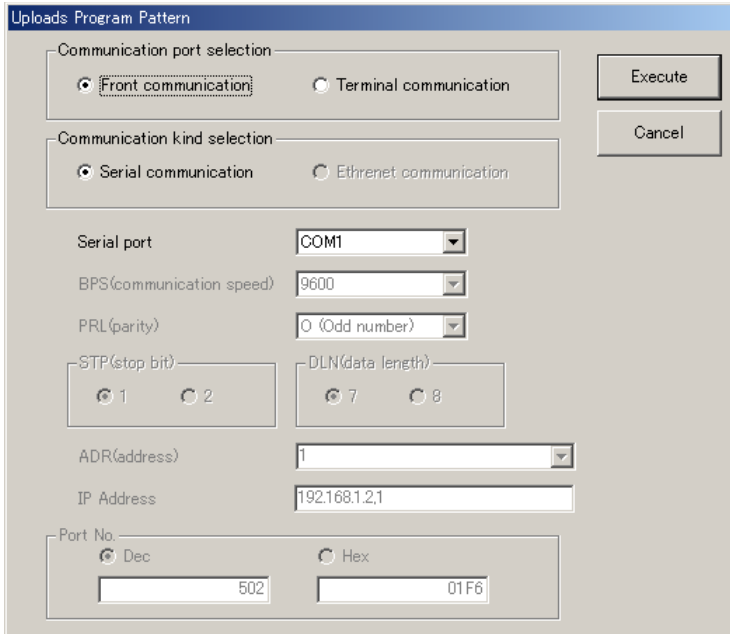 Uploads Program Pattern
Communication port selection
Front communication
Terminal communication
Execute
Cancel
Communication kind selection
Serial communication
Ethrenet communication
Serial port
COM1
BPS(communication speed)
9600
PRL(parity)
O (Odd number)
STP(stop bit)
1
2
DLN(data length)
7
8
ADR(address)
1
IP Address
192.168.1.2,1
Port No.
Dec
Hex
502
01F6